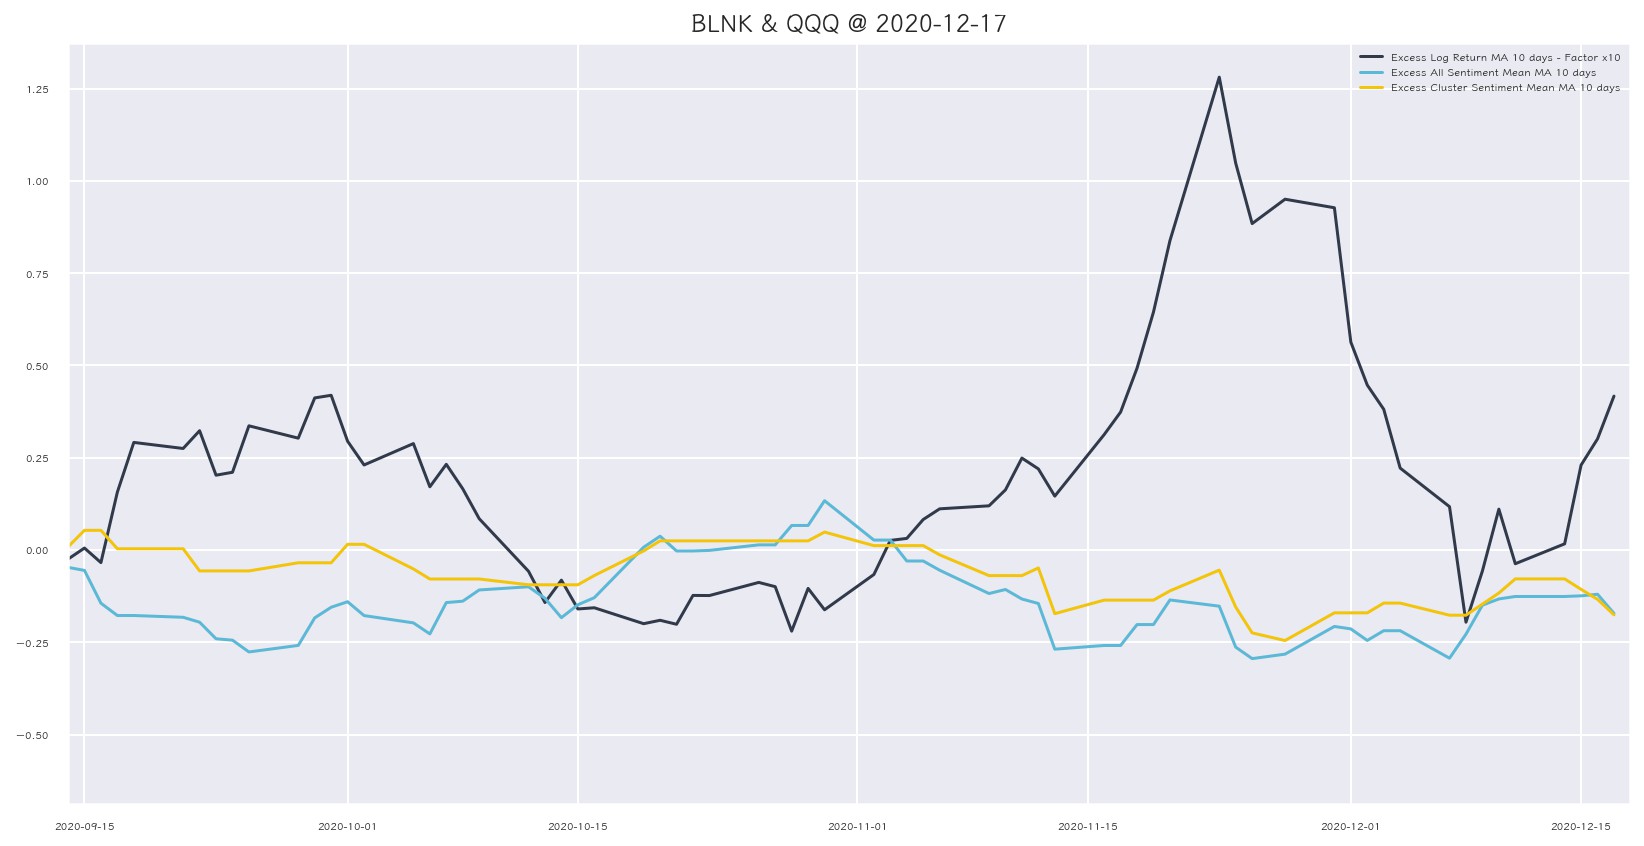 BLNK & QQQ @ 2020-12-17
Excess Log Return MA 10 days - Factor x10
Excess All Sentiment Mean MA 10 days
Excess Cluster Sentiment Mean MA 10 days
1.25
1.00
0.75
0.50
0.25
0.00
−0.25
−0.50
2020-09-15 2020-10-01 2020-10-15 2020-11-01 2020-11-15 2020-12-01 2020-12-15